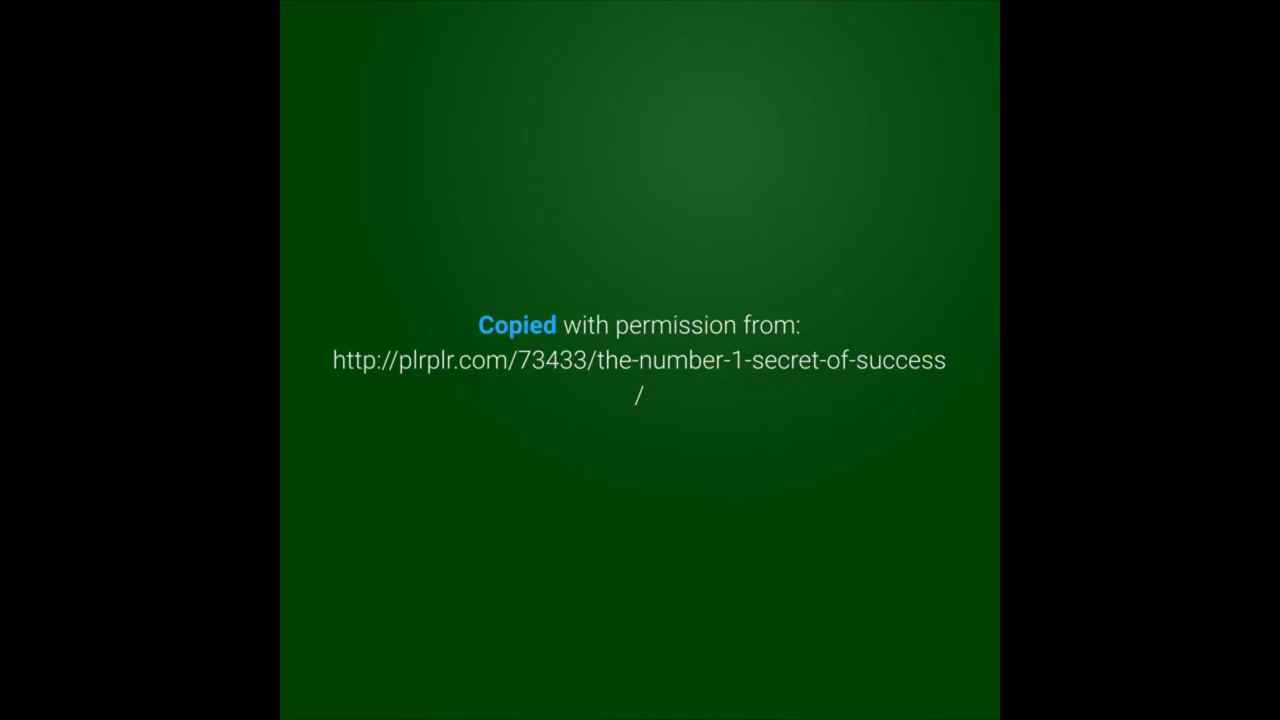 Copied with permission from:
http://plrplr.com/73433/the-number-1-secret-of-success
/